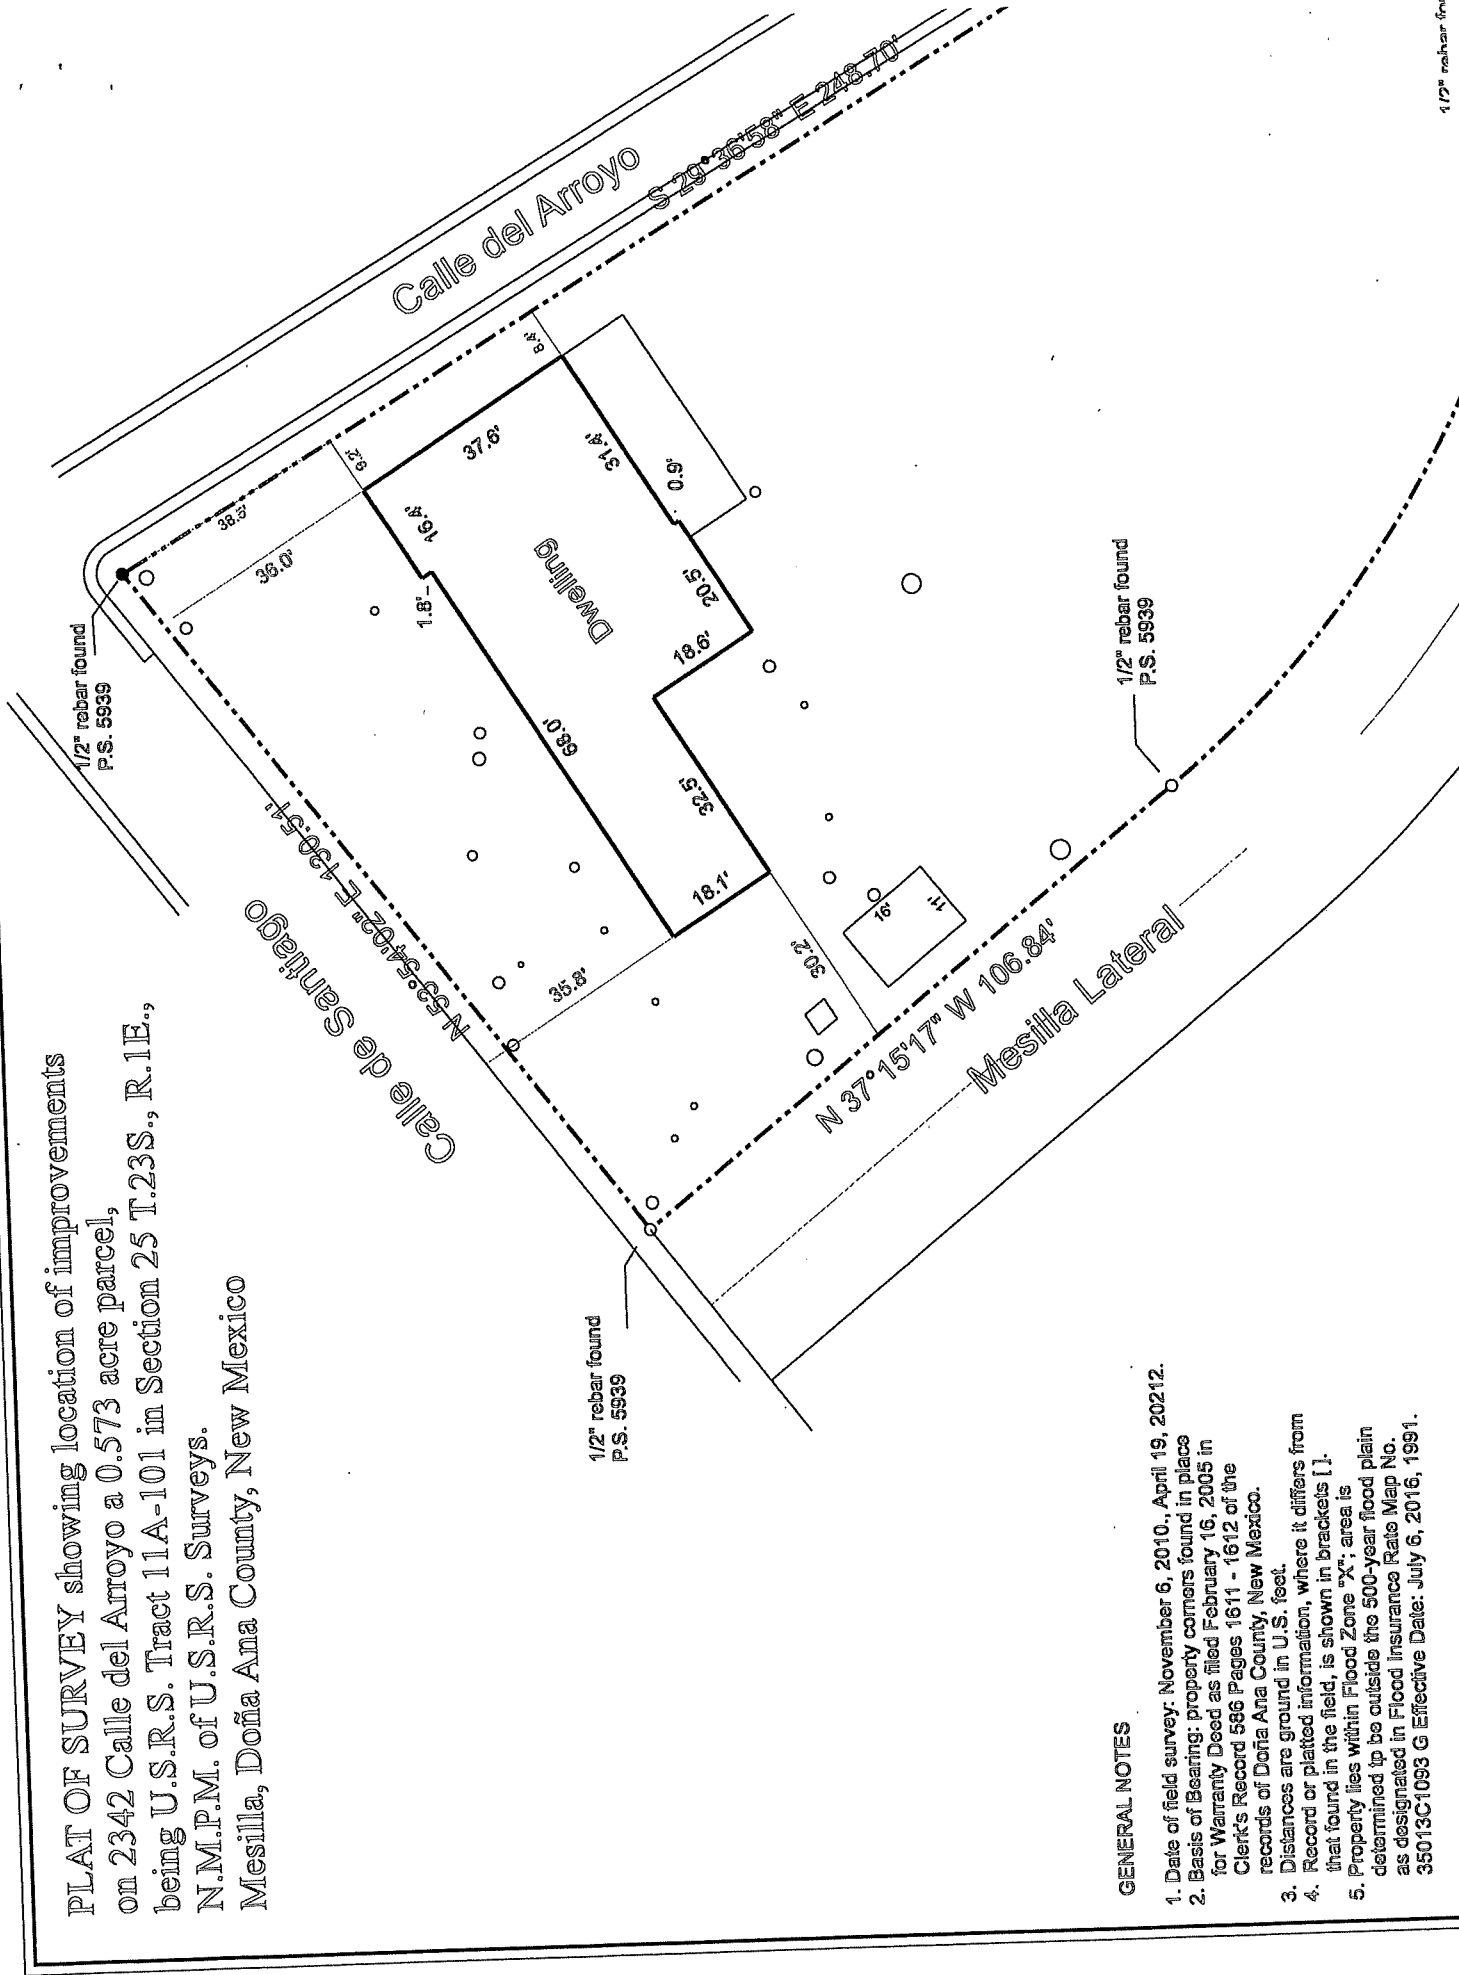 PLAT OF SURVEY showing location of improvements
on 2342 Calle del Arroyo a 0.573 acre parcel,
being U.S.R.S. Tract 11A-101 in Section 25 T.23S., R.1E.,
N.M.P.M. of U.S.R.S. Surveys.
Mesilla, Doña Ana County, New Mexico
1/2" rebar found
P.S. 5939
Calle de Santiago
N 53°54'02" E 130.51'
Calle del Arroyo
S 29°36'58" E 248.70'
38.5'
36.0'
9.2'
8.4'
37.6'
16.4'
1.8'
31.4'
0.9'
Dwelling
20.5'
18.6'
68.0'
32.5'
18.1'
35.8'
30.2'
16'
11'
1/2" rebar found
P.S. 5939
1/2" rebar found
P.S. 5939
N 37°15'17" W 106.84'
Mesilla Lateral
1/2" rebar
GENERAL NOTES
1. Date of field survey: November 6, 2010., April 19, 20212.
2. Basis of Bearing: property corners found in place
for Warranty Deed as filed February 16, 2005 in
Clerk's Record 586 Pages 1611 - 1612 of the
records of Doña Ana County, New Mexico.
3. Distances are ground in U.S. feet.
4. Record or platted information, where it differs from
that found in the field, is shown in brackets [ ].
5. Property lies within Flood Zone "X"; area is
determined tp be outside the 500-year flood plain
as designated in Flood Insurance Rate Map No.
35013C1093 G Effective Date: July 6, 2016, 1991.